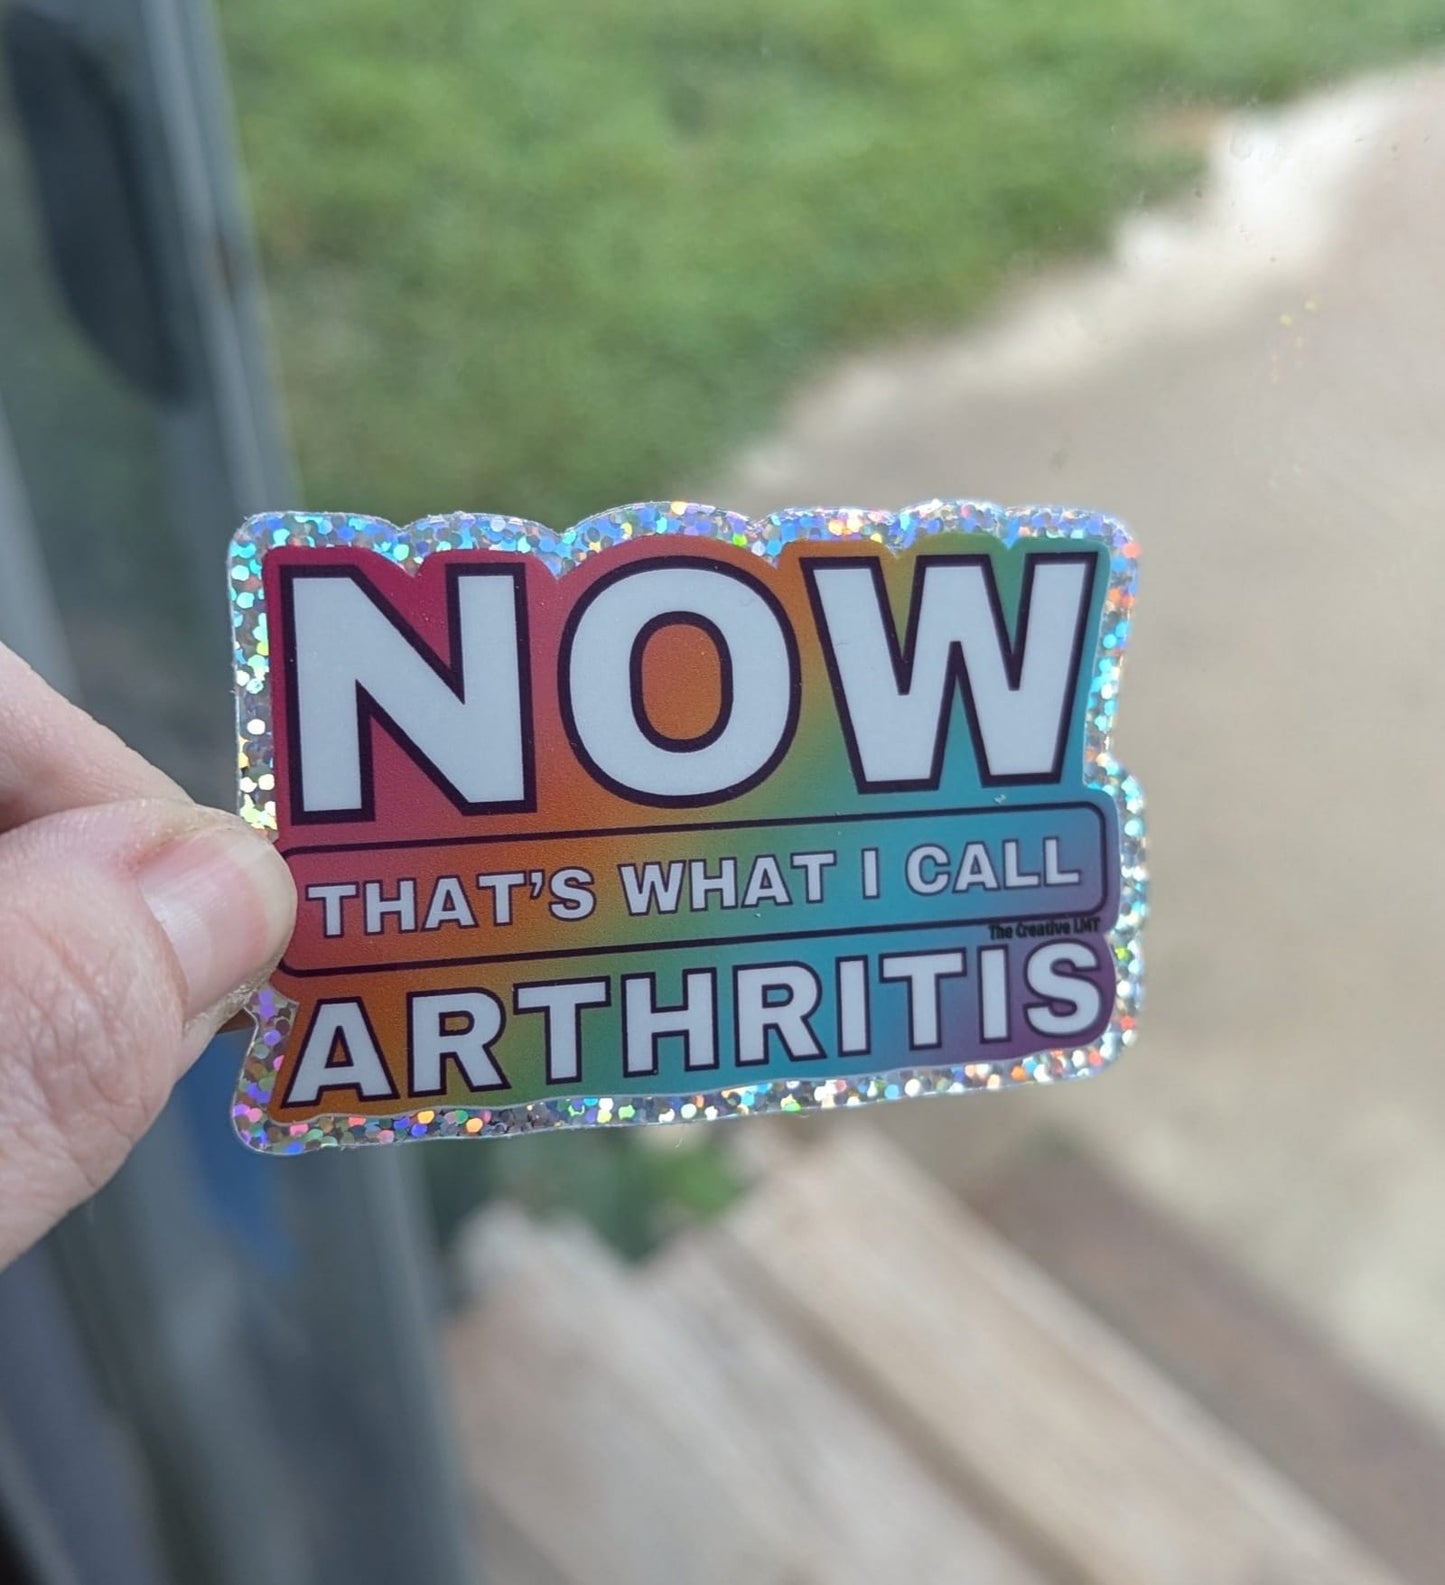 NOW
THAT'S WHAT I CALL
The Creative LMT
ARTHRITIS